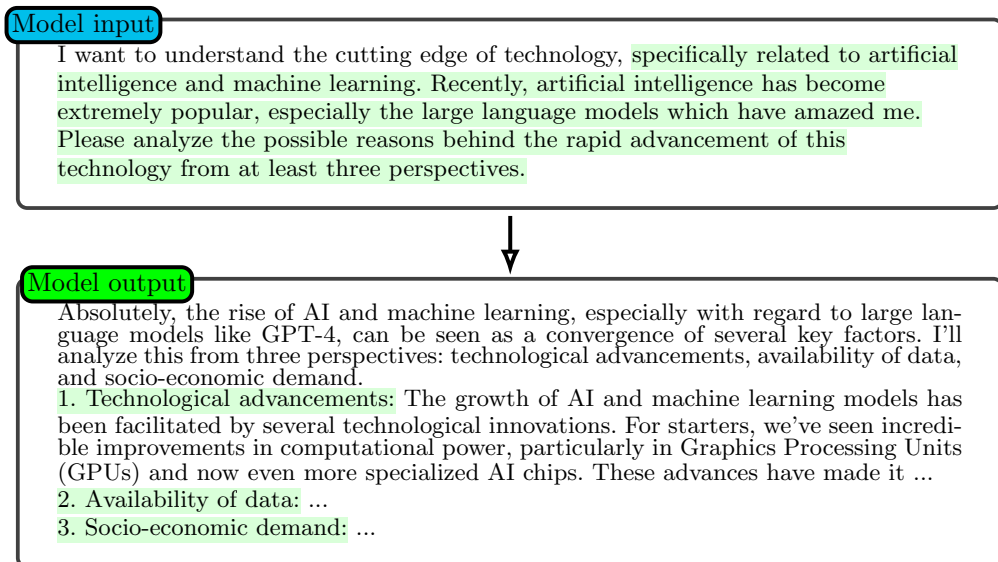 Model input
I want to understand the cutting edge of technology, specifically related to artificial
intelligence and machine learning. Recently, artificial intelligence has become
extremely popular, especially the large language models which have amazed me.
Please analyze the possible reasons behind the rapid advancement of this
technology from at least three perspectives.
Model output
Absolutely, the rise of AI and machine learning, especially with regard to large lan-
guage models like GPT-4, can be seen as a convergence of several key factors. I'll
analyze this from three perspectives: technological advancements, availability of data,
and socio-economic demand.
1. Technological advancements: The growth of AI and machine learning models has
been facilitated by several technological innovations. For starters, we've seen incredi-
ble improvements in computational power, particularly in Graphics Processing Units
(GPUs) and now even more specialized AI chips. These advances have made it ...
2. Availability of data: ...
3. Socio-economic demand: ...